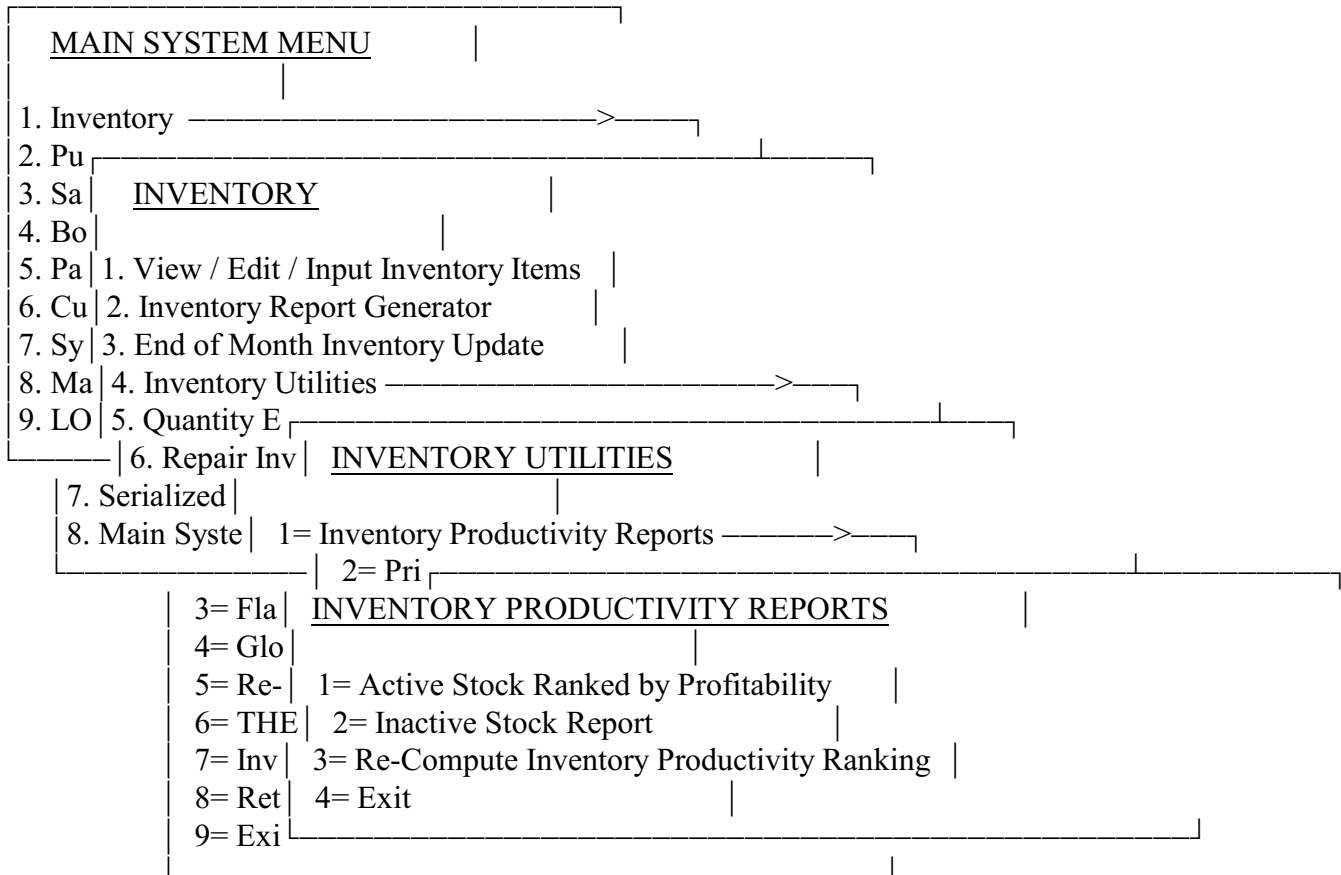 MAIN SYSTEM MENU
1. Inventory ——————————————————————>————
2. Pu
3. Sa INVENTORY
4. Bo
5. Pa 1. View / Edit / Input Inventory Items
6. Cu 2. Inventory Report Generator
7. Sy 3. End of Month Inventory Update
8. Ma 4. Inventory Utilities —————————————————————>———
9. LO 5. Quantity E
6. Repair Inv INVENTORY UTILITIES
7. Serialized
8. Main Syste 1= Inventory Productivity Reports ——————>———
2= Pri
3= Fla INVENTORY PRODUCTIVITY REPORTS
4= Glo
5= Re- 1= Active Stock Ranked by Profitability
6= THE 2= Inactive Stock Report
7= Inv 3= Re-Compute Inventory Productivity Ranking
8= Ret 4= Exit
9= Exi